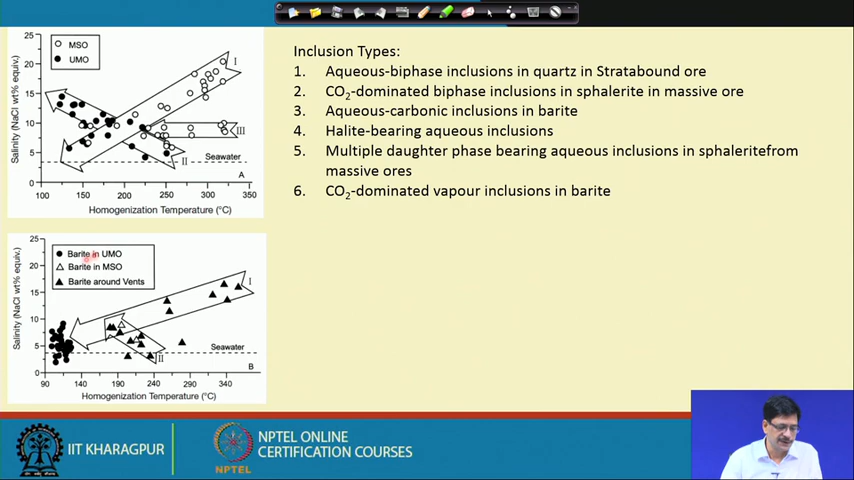 25
20
15
10
5
0
Salinity (NaCl wt% equiv.)
MSO
UMO
I
III
II
Seawater
A
100 150 200 250 300 350
Homogenization Temperature (°C)
25
20
15
10
5
0
Salinity (NaCl wt% equiv.)
Barite in UMO
Barite in MSO
Barite around Vents
I
II
Seawater
B
90 140 190 240 290 340
Homogenization Temperature (°C)
Inclusion Types:
1. Aqueous-biphase inclusions in quartz in Stratabound ore
2. CO2-dominated biphase inclusions in sphalerite in massive ore
3. Aqueous-carbonic inclusions in barite
4. Halite-bearing aqueous inclusions
5. Multiple daughter phase bearing aqueous inclusions in sphaleritefrom
massive ores
6. CO2-dominated vapour inclusions in barite
IIT KHARAGPUR
NPTEL
NPTEL ONLINE
CERTIFICATION COURSES